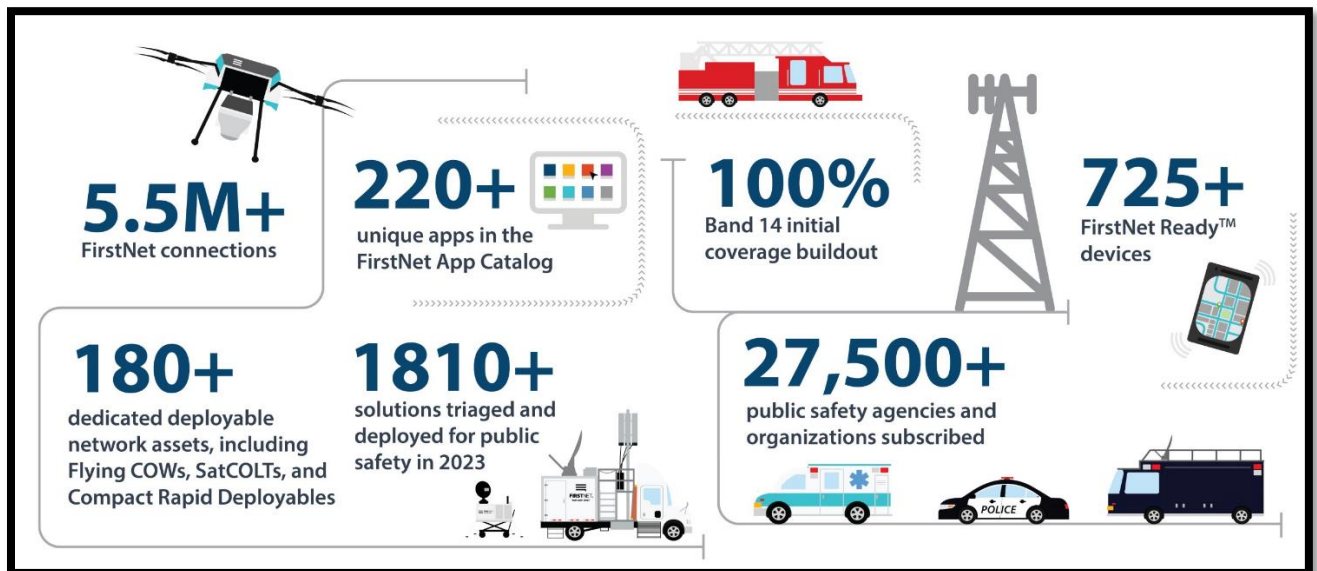 5.5M+
FirstNet connections
220+
unique apps in the
FirstNet App Catalog
100%
Band 14 initial
coverage buildout
725+
FirstNet Ready™
devices
180+
dedicated deployable
network assets, including
Flying COWs, SatCOLTs, and
Compact Rapid Deployables
1810+
solutions triaged and
deployed for public
safety in 2023
FIRSTNET
27,500+
public safety agencies and
organizations subscribed
POLICE